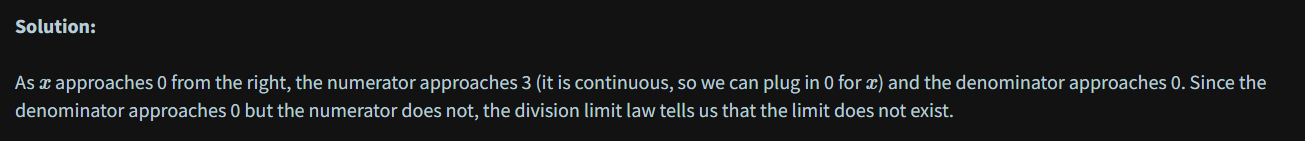 Solution:
As x approaches 0 from the right, the numerator approaches 3 (it is continuous, so we can plug in 0 for x) and the denominator approaches 0. Since the
denominator approaches 0 but the numerator does not, the division limit law tells us that the limit does not exist.